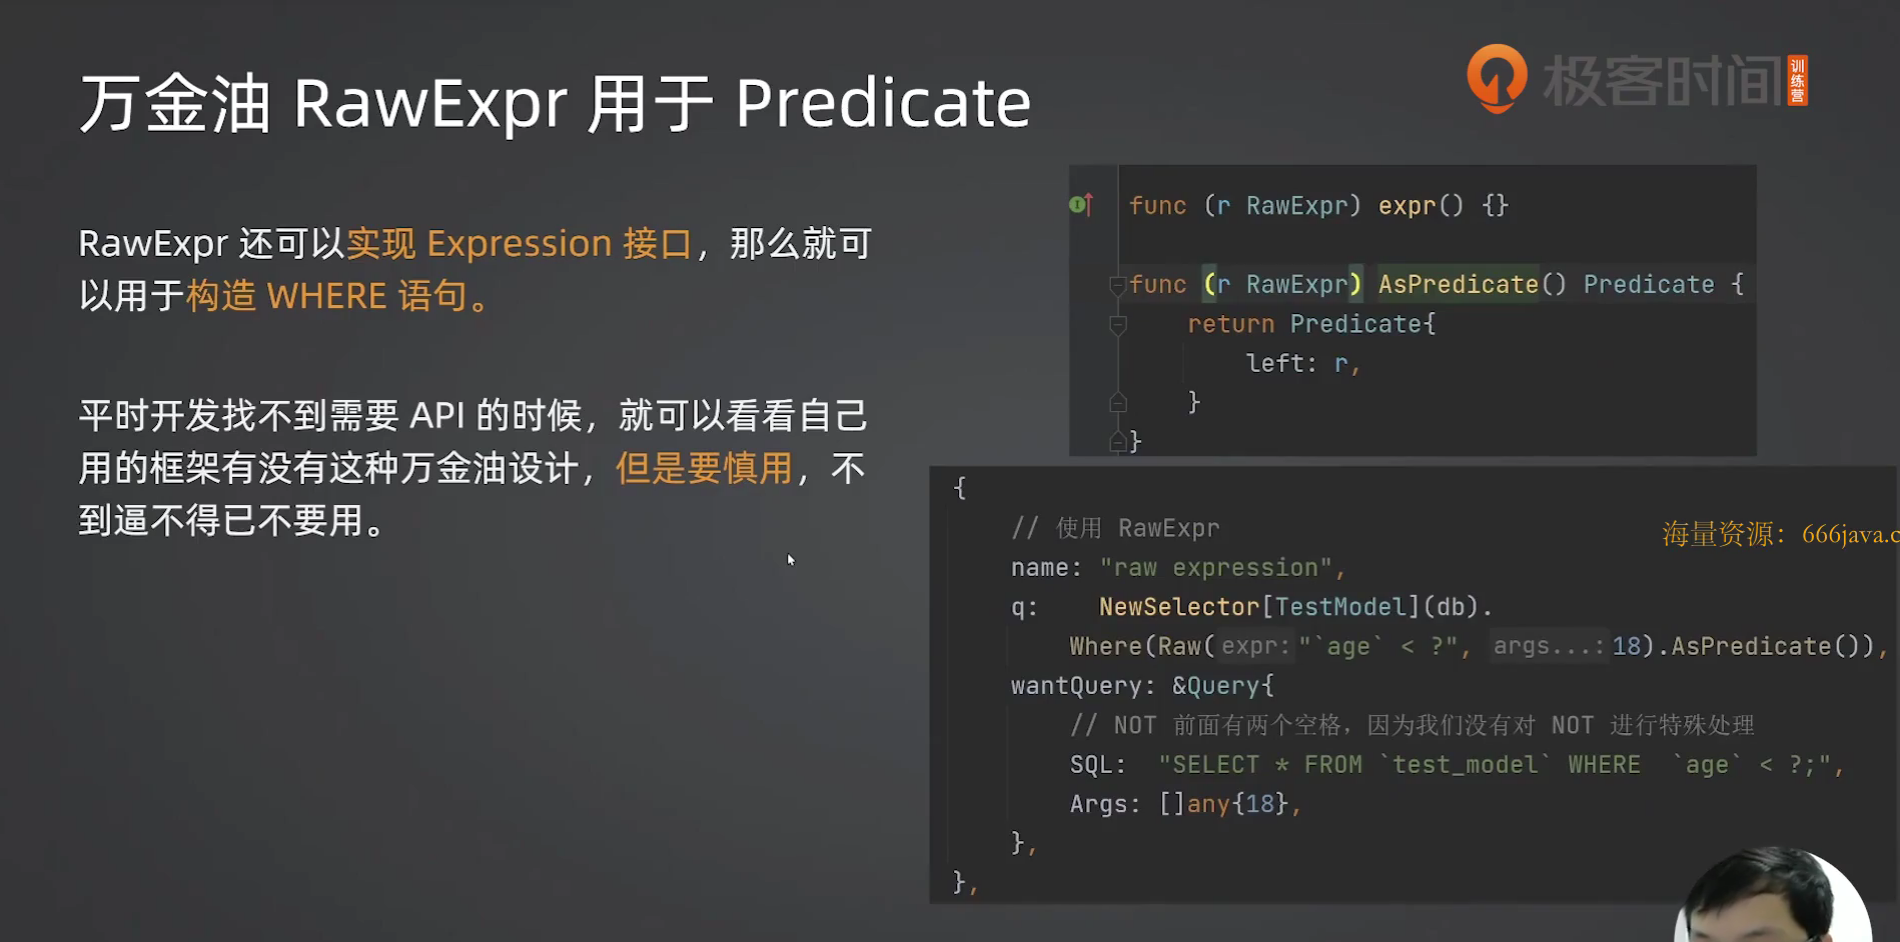 万金油 RawExpr 用于 Predicate
极客时间
训练营
RawExpr 还可以实现 Expression 接口，那么就可
以用于构造 WHERE 语句。
平时开发找不到需要 API 的时候，就可以看看自己
用的框架有没有这种万金油设计，但是要慎用，不
到逼不得已不要用。
func (r RawExpr) expr() {}
func (r RawExpr) AsPredicate() Predicate {
return Predicate{
left: r,
}
}
{
// 使用 RawExpr
海量资源：666java.c
name: "raw expression",
q: NewSelector[TestModel](db).
Where(Raw( expr: "`age` < ?", args...: 18).AsPredicate()),
wantQuery: &Query{
// NOT 前面有两个空格，因为我们没有对 NOT 进行特殊处理
SQL: "SELECT * FROM `test_model` WHERE  `age` < ?;",
Args: []any{18},
},
},